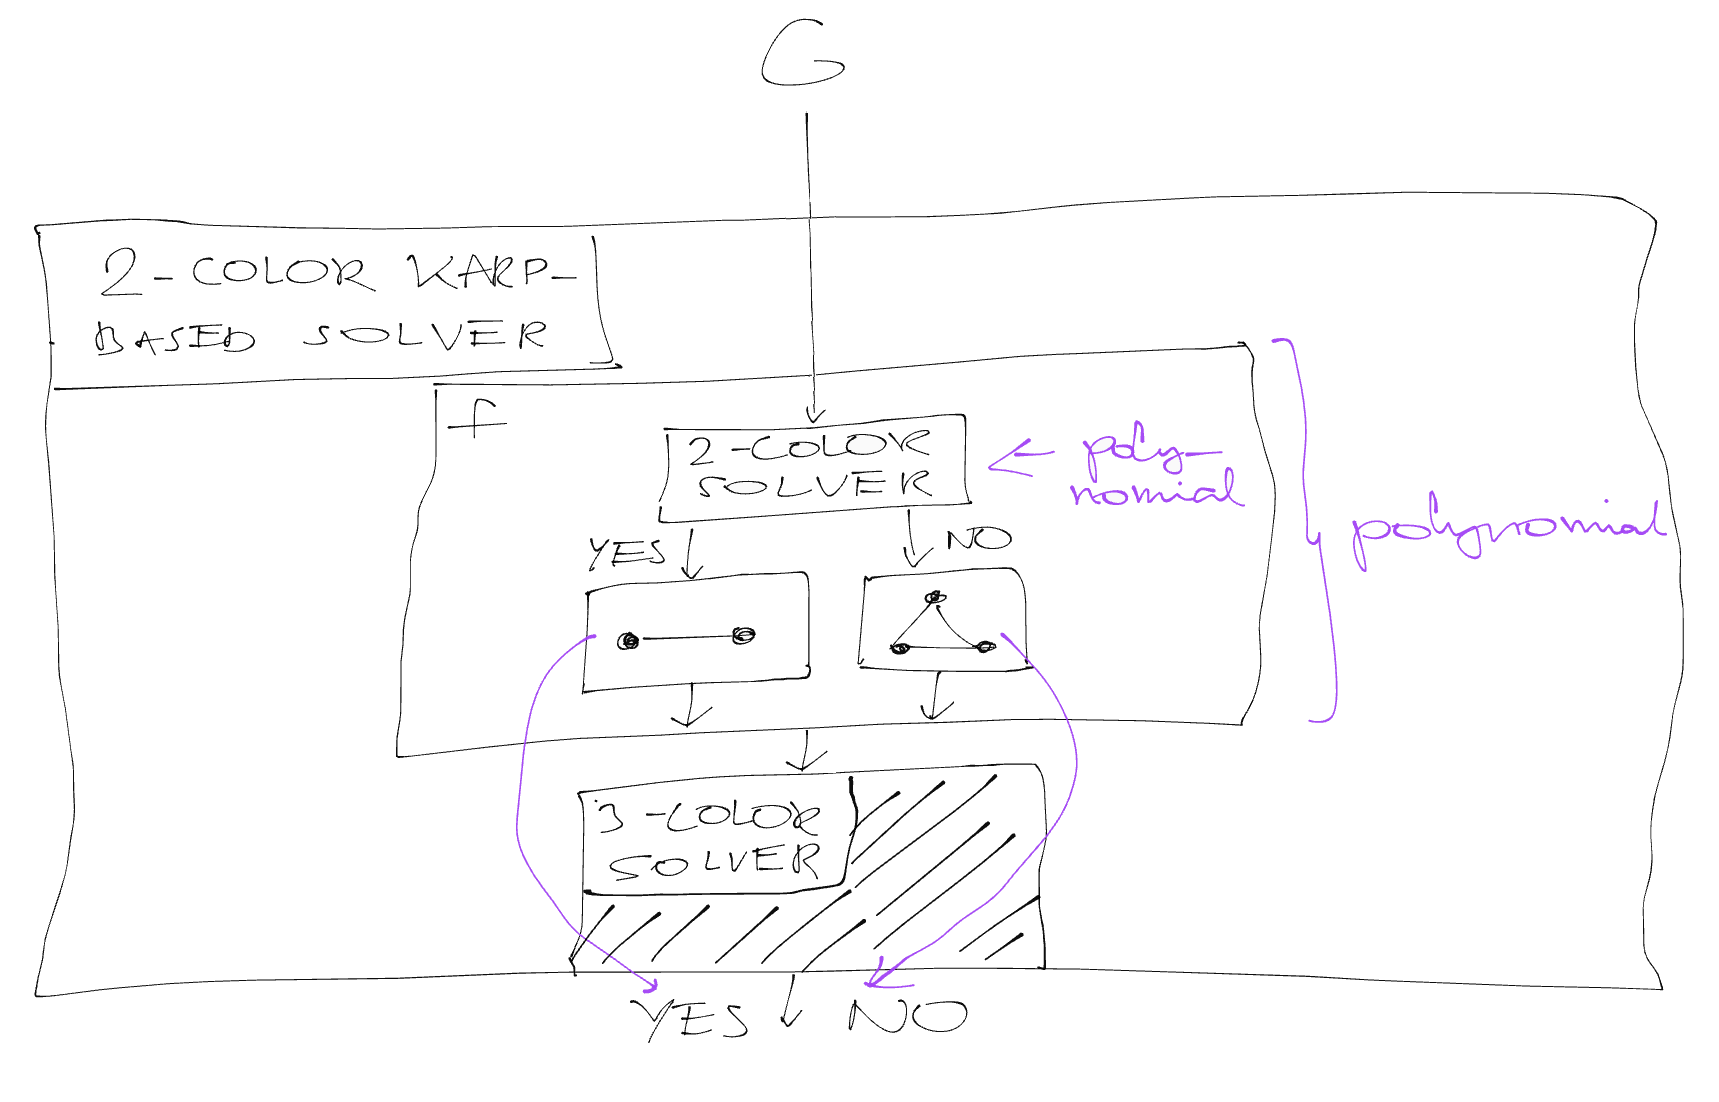 G
2-COLOR KARP-
BASED SOLVER
f
2-COLOR
SOLVER
← poly-
nomial
polynomial
YES
NO
3-COLOR
SOLVER
YES
NO